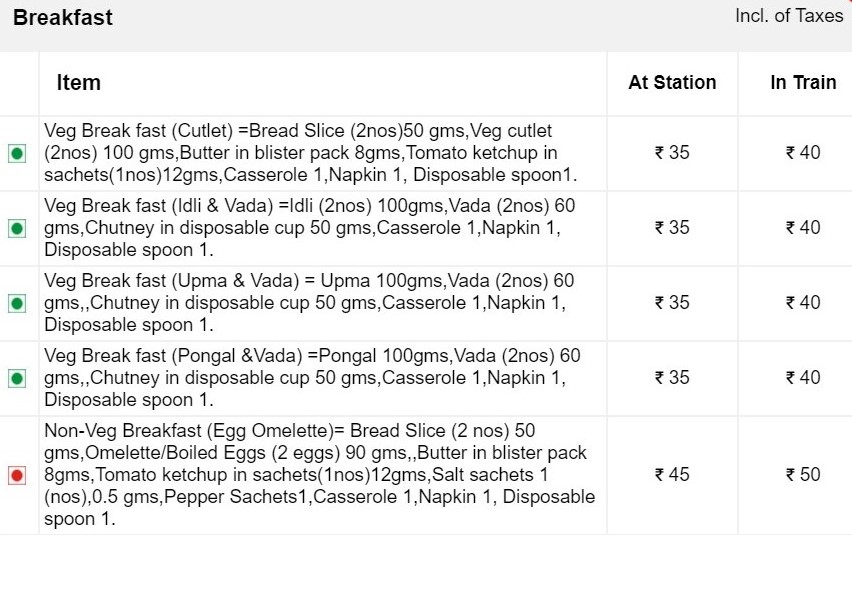 Breakfast
Incl. of Taxes
Item
At Station
In Train
Veg Break fast (Cutlet) =Bread Slice (2nos)50 gms,Veg cutlet
(2nos) 100 gms,Butter in blister pack 8gms,Tomato ketchup in
sachets(1nos)12gms,Casserole 1,Napkin 1, Disposable spoon1.
₹ 35
₹ 40
Veg Break fast (Idli & Vada) =Idli (2nos) 100gms,Vada (2nos) 60
gms,Chutney in disposable cup 50 gms,Casserole 1,Napkin 1,
Disposable spoon 1.
₹ 35
₹ 40
Veg Break fast (Upma & Vada) = Upma 100gms,Vada (2nos) 60
gms,,Chutney in disposable cup 50 gms,Casserole 1,Napkin 1,
Disposable spoon 1.
₹ 35
₹ 40
Veg Break fast (Pongal &Vada) =Pongal 100gms,Vada (2nos) 60
gms,,Chutney in disposable cup 50 gms,Casserole 1,Napkin 1,
Disposable spoon 1.
₹ 35
₹ 40
Non-Veg Breakfast (Egg Omelette)= Bread Slice (2 nos) 50
gms,Omelette/Boiled Eggs (2 eggs) 90 gms,,Butter in blister pack
8gms,Tomato ketchup in sachets(1nos)12gms,Salt sachets 1
(nos),0.5 gms,Pepper Sachets1,Casserole 1,Napkin 1, Disposable
spoon 1.
₹ 45
₹ 50